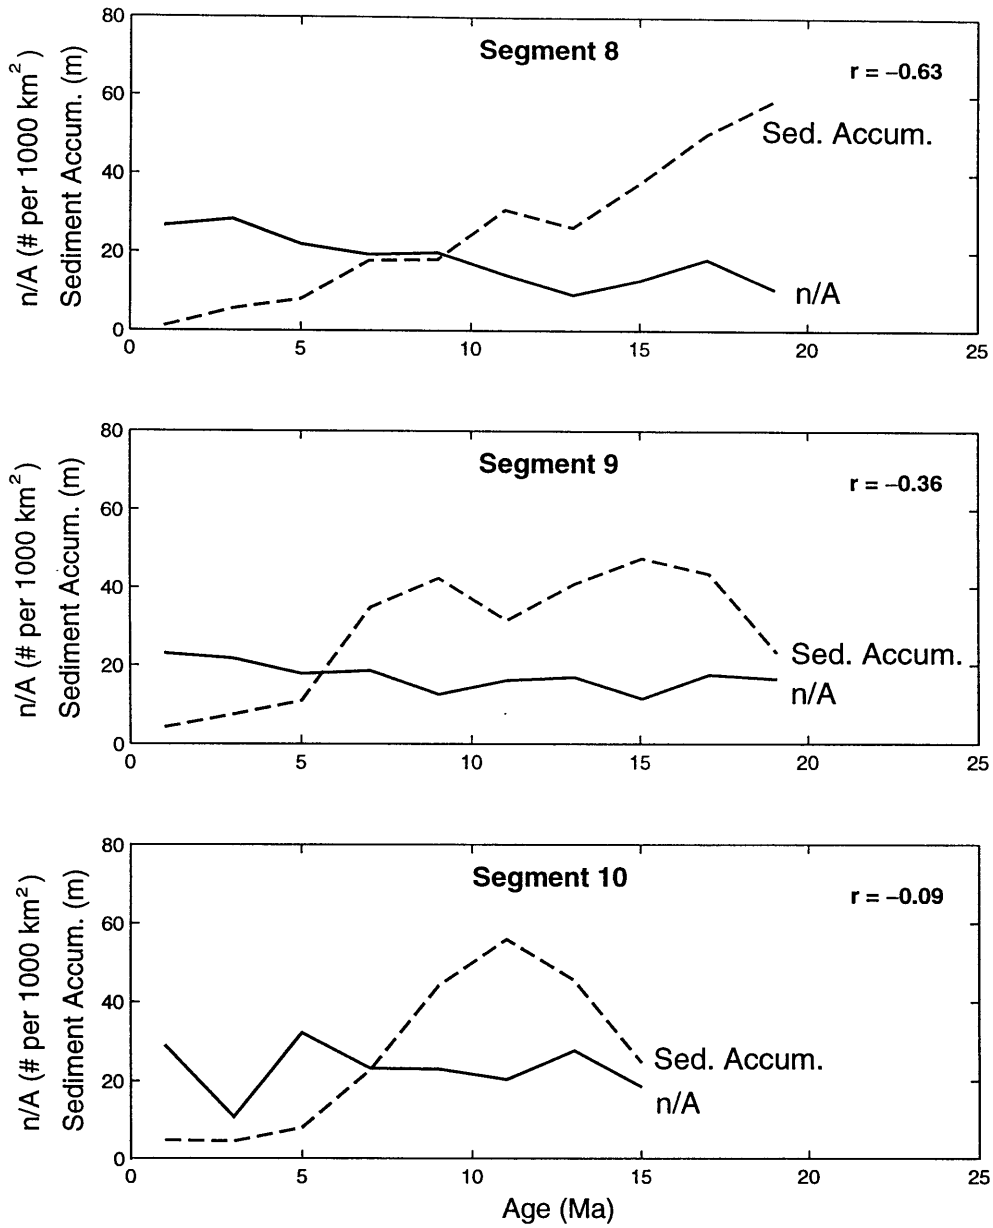 80
60
40
20
0
n/A (# per 1000 km²)
Sediment Accum. (m)
Segment 8
r = –0.63
Sed. Accum.
n/A
0 5 10 15 20 25
80
60
40
20
0
n/A (# per 1000 km²)
Sediment Accum. (m)
Segment 9
r = –0.36
Sed. Accum.
n/A
0 5 10 15 20 25
80
60
40
20
0
n/A (# per 1000 km²)
Sediment Accum. (m)
Segment 10
r = –0.09
Sed. Accum.
n/A
0 5 10 15 20 25
Age (Ma)